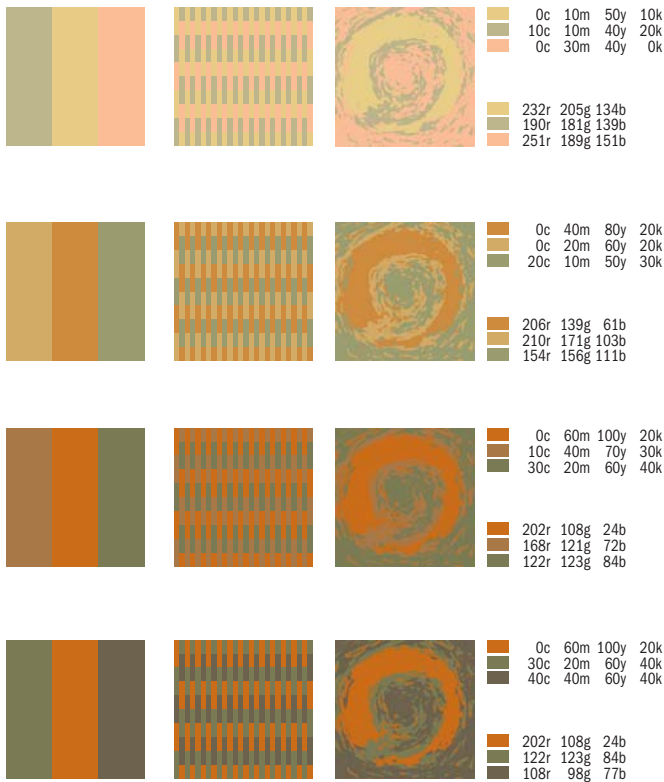 0c 10m 50y 10k
10c 10m 40y 20k
0c 30m 40y 0k
232r 205g 134b
190r 181g 139b
251r 189g 151b
0c 40m 80y 20k
0c 20m 60y 20k
20c 10m 50y 30k
206r 139g 61b
210r 171g 103b
154r 156g 111b
0c 60m 100y 20k
10c 40m 70y 30k
30c 20m 60y 40k
202r 108g 24b
168r 121g 72b
122r 123g 84b
0c 60m 100y 20k
30c 20m 60y 40k
40c 40m 60y 40k
202r 108g 24b
122r 123g 84b
108r 98g 77b